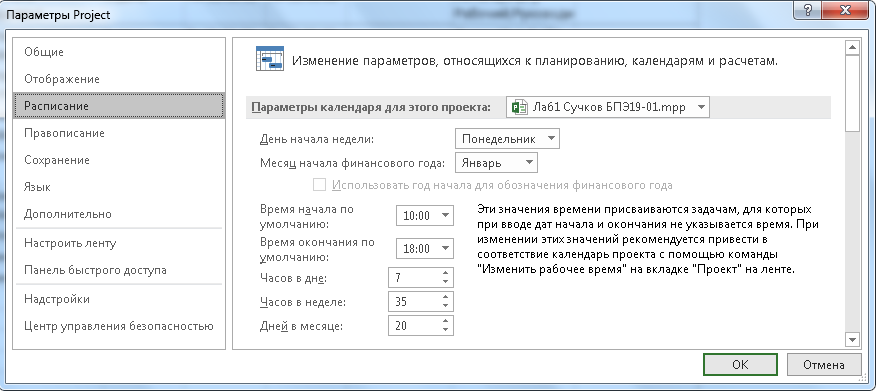 Параметры Project
Общие
Отображение
Расписание
Правописание
Сохранение
Язык
Дополнительно
Настроить ленту
Панель быстрого доступа
Надстройки
Центр управления безопасностью
Изменение параметров, относящихся к планированию, календарям и расчетам.
Параметры календаря для этого проекта: Лаб1 Сучков БПЭ19-01.mpp
День начала недели: Понедельник
Месяц начала финансового года: Январь
Использовать год начала для обозначения финансового года
Время начала по
умолчанию: 10:00
Время окончания по
умолчанию: 18:00
Часов в дне: 7
Часов в неделе: 35
Дней в месяце: 20
Эти значения времени присваиваются задачам, для которых
при вводе дат начала и окончания не указывается время. При
изменении этих значений рекомендуется привести в
соответствие календарь проекта с помощью команды
"Изменить рабочее время" на вкладке "Проект" на ленте.
OK
Отмена